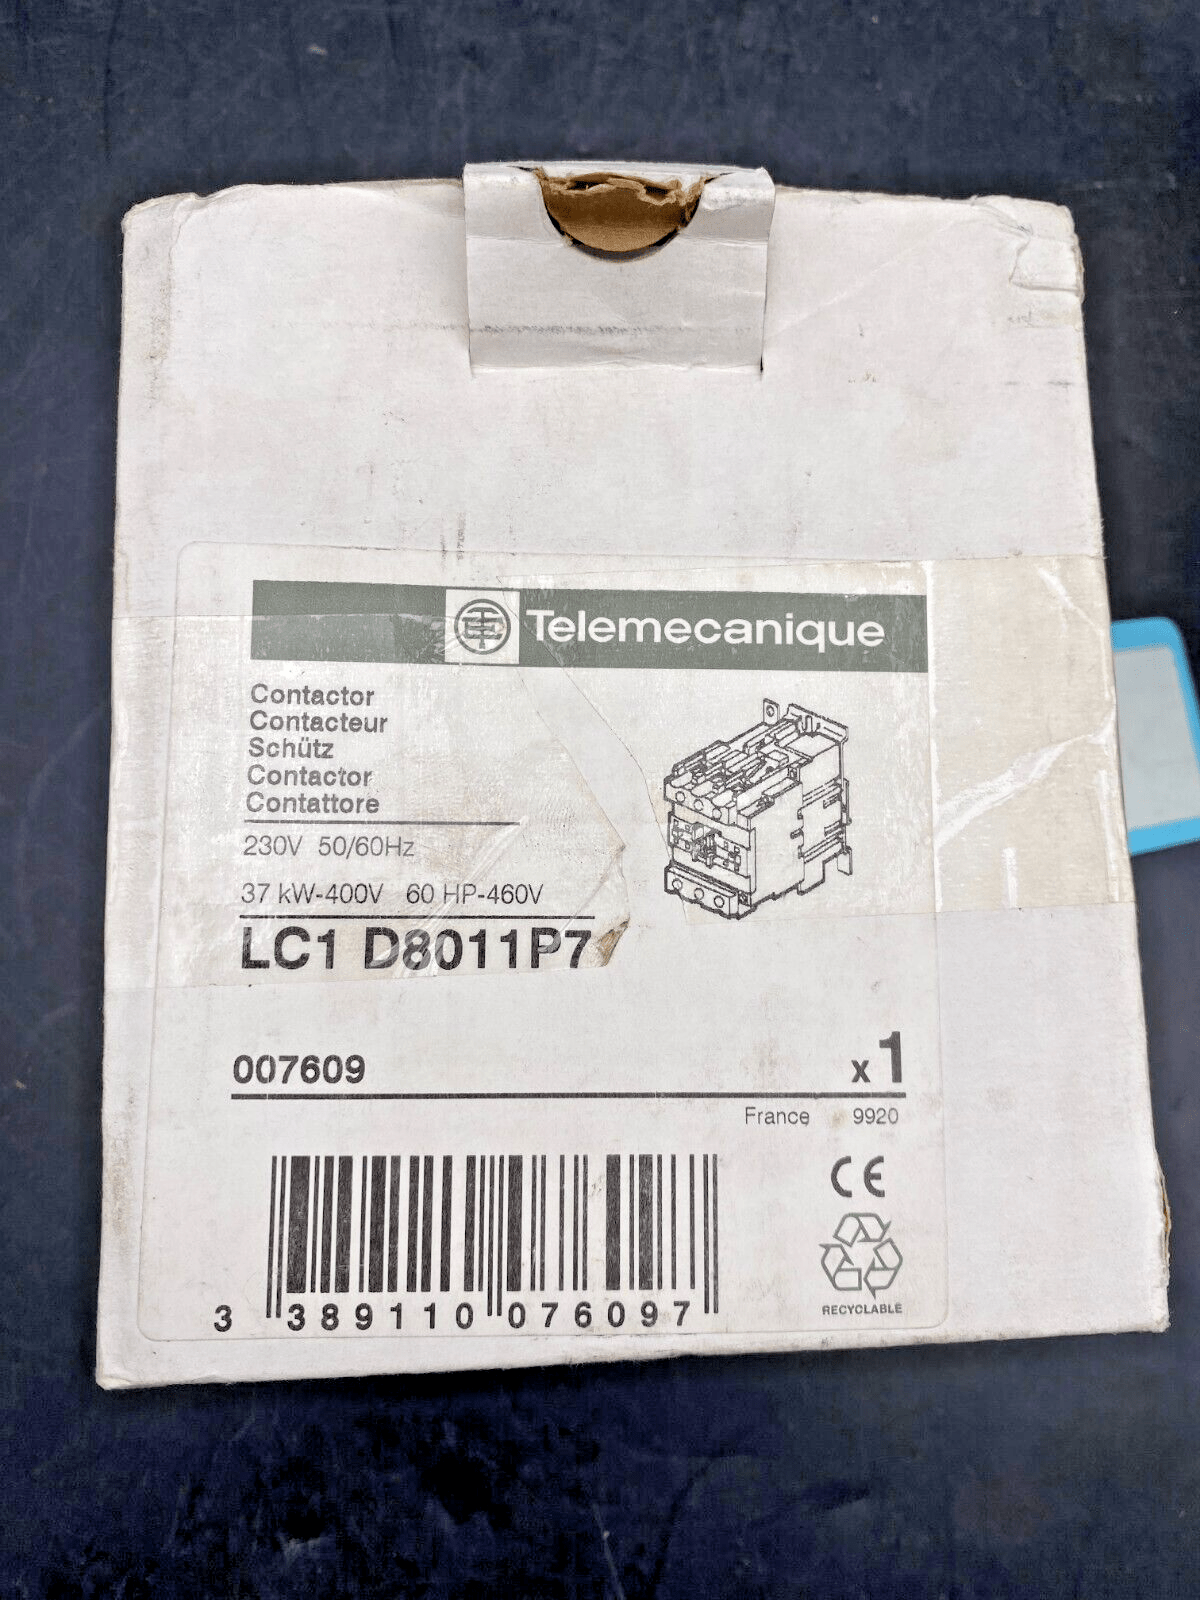 Telemecanique
Contactor
Contacteur
Schütz
Contactor
Contattore
230V 50/60Hz
37 kW-400V 60 HP-460V
LC1 D8011P7
007609 x1
France 9920
CE
RECYCLABLE
3 389110 076097